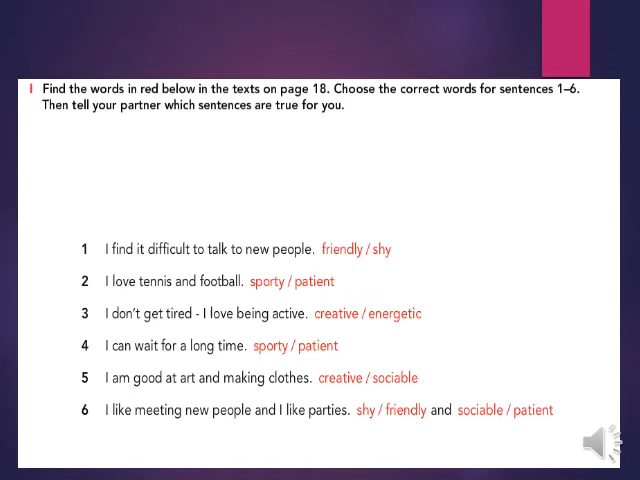 1 Find the words in red below in the texts on page 18. Choose the correct words for sentences 1–6.
Then tell your partner which sentences are true for you.
1 I find it difficult to talk to new people. friendly / shy
2 I love tennis and football. sporty / patient
3 I don't get tired - I love being active. creative / energetic
4 I can wait for a long time. sporty / patient
5 I am good at art and making clothes. creative / sociable
6 I like meeting new people and I like parties. shy / friendly and sociable / patient